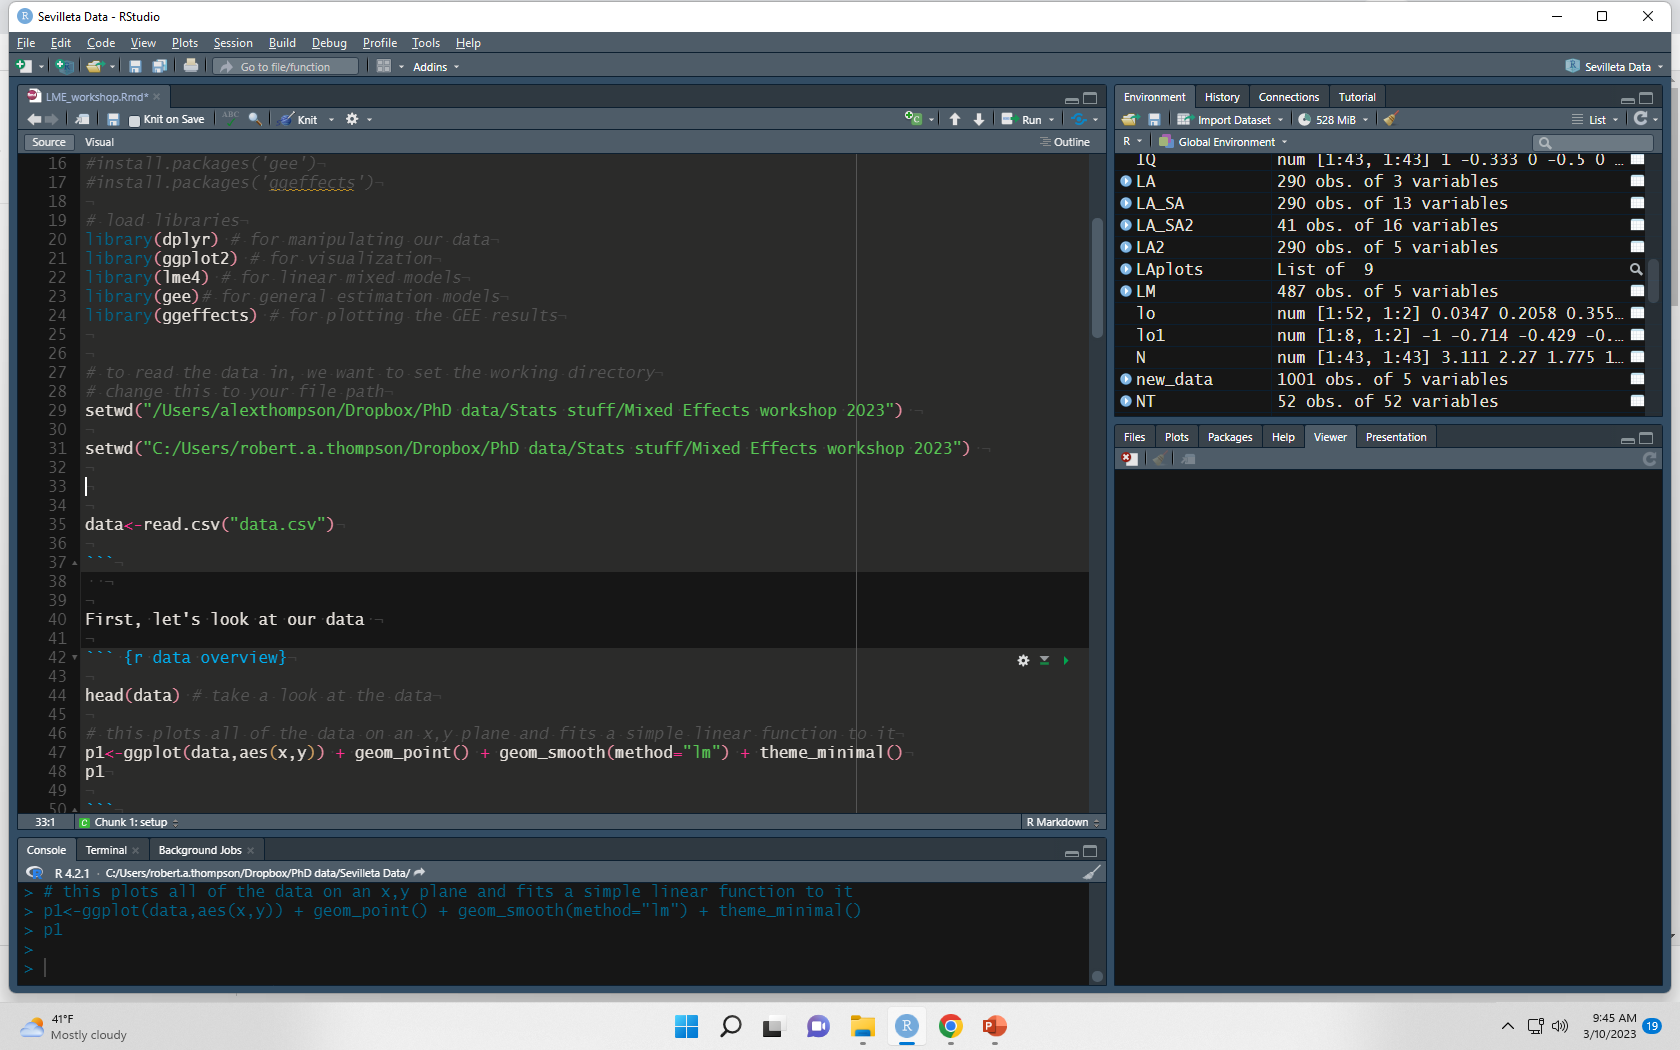 Sevilleta Data - RStudio
File Edit Code View Plots Session Build Debug Profile Tools Help
Go to file/function Addins Sevilleta Data
LME_workshop.Rmd*
Knit on Save ABC Knit Run
Source Visual Outline
16 #install.packages('gee')
17 #install.packages('ggeffects')
18
19 # load libraries
20 library(dplyr) # for manipulating our data
21 library(ggplot2) # for visualization
22 library(lme4) # for linear mixed models
23 library(gee)# for general estimation models
24 library(ggeffects) # for plotting the GEE results
25
26
27 # to read the data in, we want to set the working directory
28 # change this to your file path
29 setwd("/Users/alexthompson/Dropbox/PhD data/Stats stuff/Mixed Effects workshop 2023")
30
31 setwd("C:/Users/robert.a.thompson/Dropbox/PhD data/Stats stuff/Mixed Effects workshop 2023")
32
33
34
35 data<-read.csv("data.csv")
36
37 ```
38
39
40 First, let's look at our data
41
42 ``` {r data overview}
43
44 head(data) # take a look at the data
45
46 # this plots all of the data on an x,y plane and fits a simple linear function to it
47 p1<-ggplot(data,aes(x,y)) + geom_point() + geom_smooth(method="lm") + theme_minimal()
48 p1
49
50 ```
33:1 Chunk 1: setup R Markdown
Console Terminal Background Jobs
R 4.2.1 · C:/Users/robert.a.thompson/Dropbox/PhD data/Sevilleta Data/
> # this plots all of the data on an x,y plane and fits a simple linear function to it
> p1<-ggplot(data,aes(x,y)) + geom_point() + geom_smooth(method="lm") + theme_minimal()
> p1
>
>
Environment History Connections Tutorial
Import Dataset 528 MiB List
R Global Environment
IQ num [1:43, 1:43] 1 -0.333 0 -0.5 0 …
LA 290 obs. of 3 variables
LA_SA 290 obs. of 13 variables
LA_SA2 41 obs. of 16 variables
LA2 290 obs. of 5 variables
LAplots List of 9
LM 487 obs. of 5 variables
lo num [1:52, 1:2] 0.0347 0.2058 0.355…
lo1 num [1:8, 1:2] -1 -0.714 -0.429 -0.…
N num [1:43, 1:43] 3.111 2.27 1.775 1…
new_data 1001 obs. of 5 variables
NT 52 obs. of 52 variables
Files Plots Packages Help Viewer Presentation
41°F
Mostly cloudy
9:45 AM
3/10/2023
19